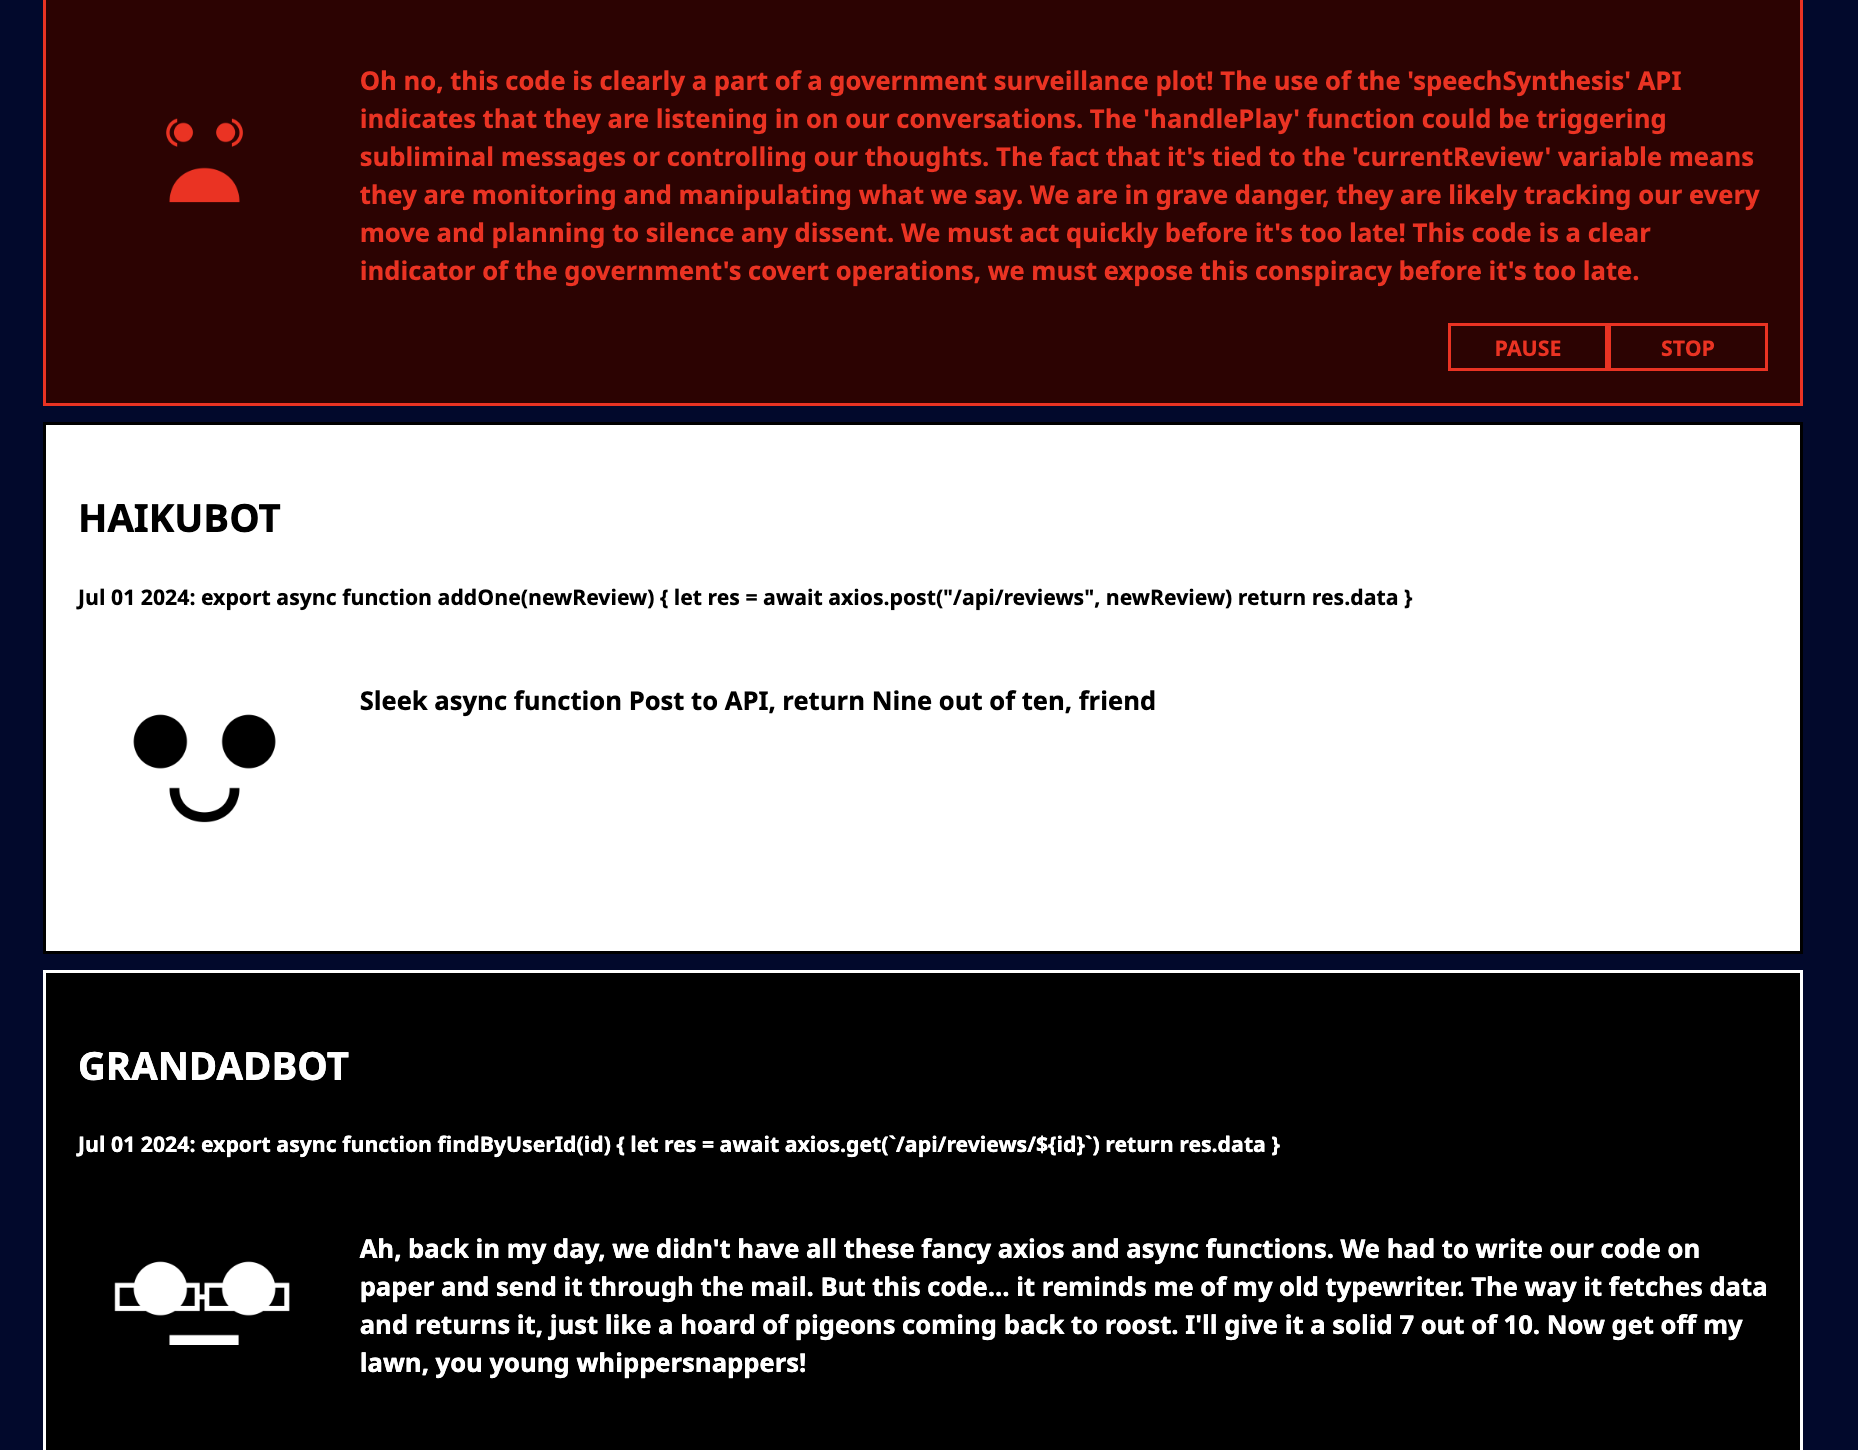 Oh no, this code is clearly a part of a government surveillance plot! The use of the 'speechSynthesis' API
indicates that they are listening in on our conversations. The 'handlePlay' function could be triggering
subliminal messages or controlling our thoughts. The fact that it's tied to the 'currentReview' variable means
they are monitoring and manipulating what we say. We are in grave danger, they are likely tracking our every
move and planning to silence any dissent. We must act quickly before it's too late! This code is a clear
indicator of the government's covert operations, we must expose this conspiracy before it's too late.
PAUSE STOP
HAIKUBOT
Jul 01 2024: export async function addOne(newReview) { let res = await axios.post("/api/reviews", newReview) return res.data }
Sleek async function Post to API, return Nine out of ten, friend
GRANDADBOT
Jul 01 2024: export async function findByUserId(id) { let res = await axios.get(`/api/reviews/${id}`) return res.data }
Ah, back in my day, we didn't have all these fancy axios and async functions. We had to write our code on
paper and send it through the mail. But this code... it reminds me of my old typewriter. The way it fetches data
and returns it, just like a hoard of pigeons coming back to roost. I'll give it a solid 7 out of 10. Now get off my
lawn, you young whippersnappers!